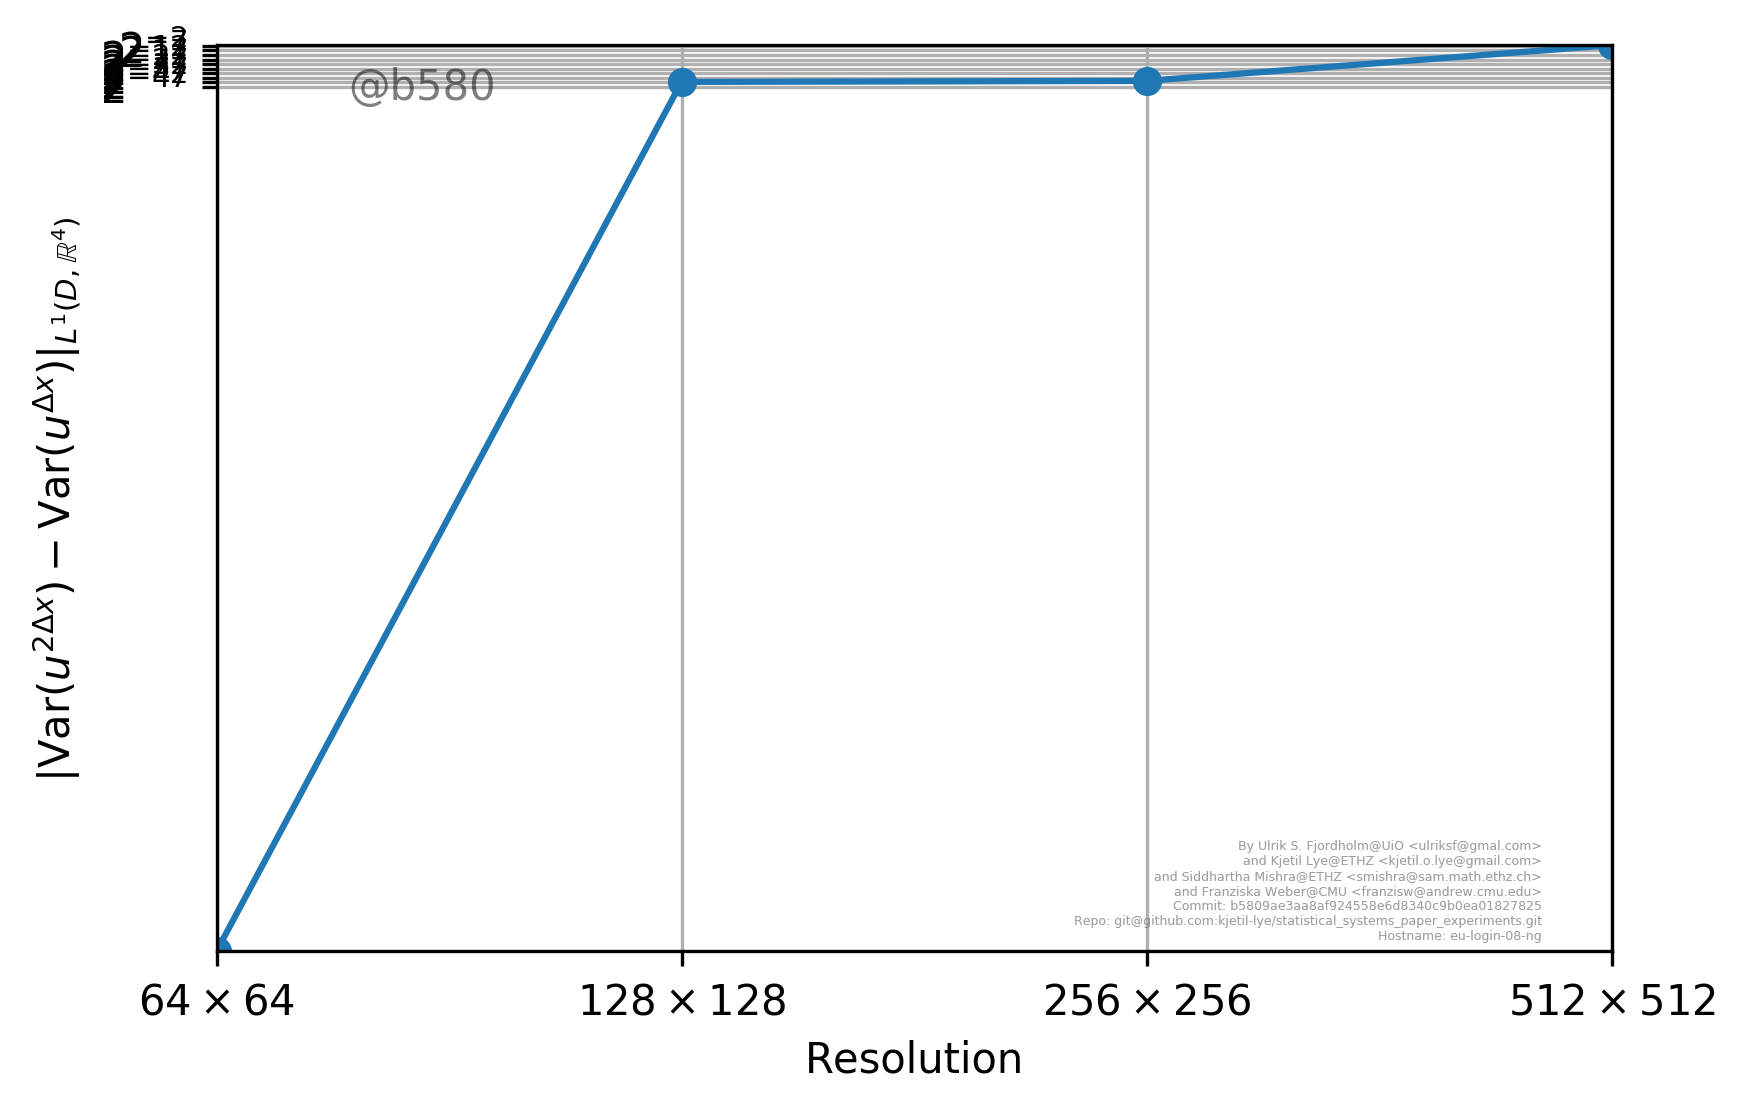 @b580
|Var(u^{2Δx}) − Var(u^{Δx})|_{L^1(D, ℝ^4)}
By Ulrik S. Fjordholm@UiO <ulriksf@gmal.com>
and Kjetil Lye@ETHZ <kjetil.o.lye@gmail.com>
and Siddhartha Mishra@ETHZ <smishra@sam.math.ethz.ch>
and Franziska Weber@CMU <franzisw@andrew.cmu.edu>
Commit: b5809ae3aa8af924558e6d8340c9b0ea01827825
Repo: git@github.com:kjetil-lye/statistical_systems_paper_experiments.git
Hostname: eu-login-08-ng
64 × 64 128 × 128 256 × 256 512 × 512
Resolution